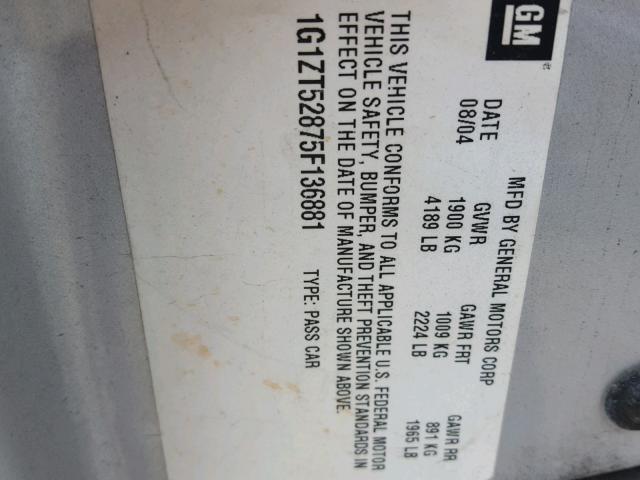 GM
MFD BY GENERAL MOTORS CORP
DATE GVWR GAWR FRT GAWR RR
08/04 1900 KG 1009 KG 891 KG
4189 LB 2224 LB 1965 LB
THIS VEHICLE CONFORMS TO ALL APPLICABLE U.S. FEDERAL MOTOR
VEHICLE SAFETY, BUMPER, AND THEFT PREVENTION STANDARDS IN
EFFECT ON THE DATE OF MANUFACTURE SHOWN ABOVE.
1G1ZT52875F136881 TYPE: PASS CAR